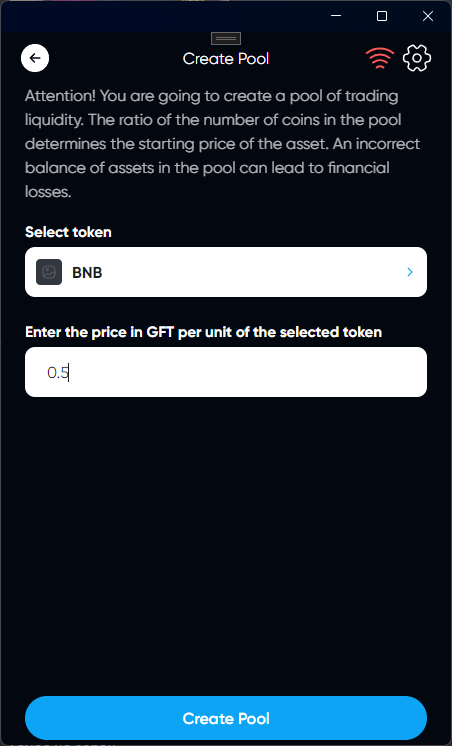 Create Pool
Attention! You are going to create a pool of trading
liquidity. The ratio of the number of coins in the pool
determines the starting price of the asset. An incorrect
balance of assets in the pool can lead to financial
losses.
Select token
BNB
Enter the price in GFT per unit of the selected token
0.5
Create Pool